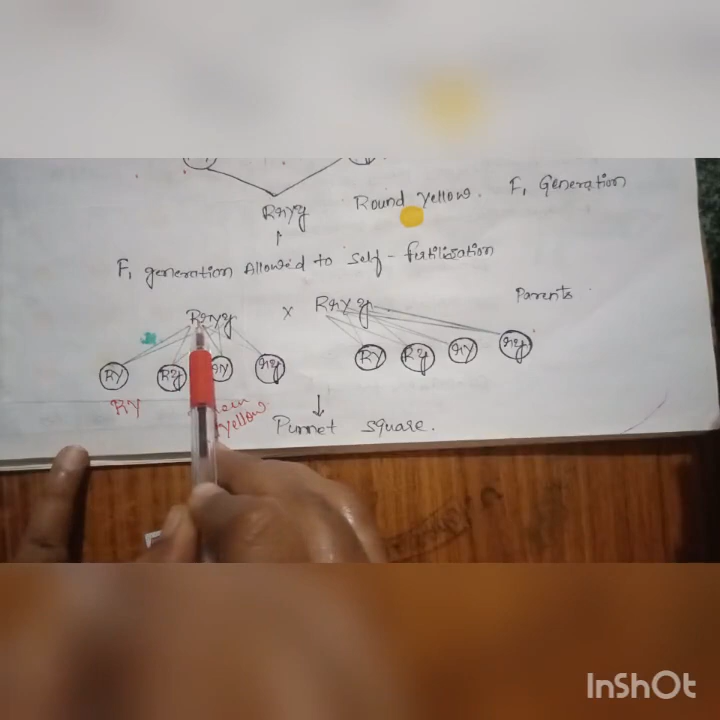 RrYy Round Yellow. F1 Generation
F1 generation Allowed to Self-fertilisation
RrYy x RrYy Parents
RY Ry rY ry RY Ry rY ry
RY Yellow
Punnet square.
InShOt